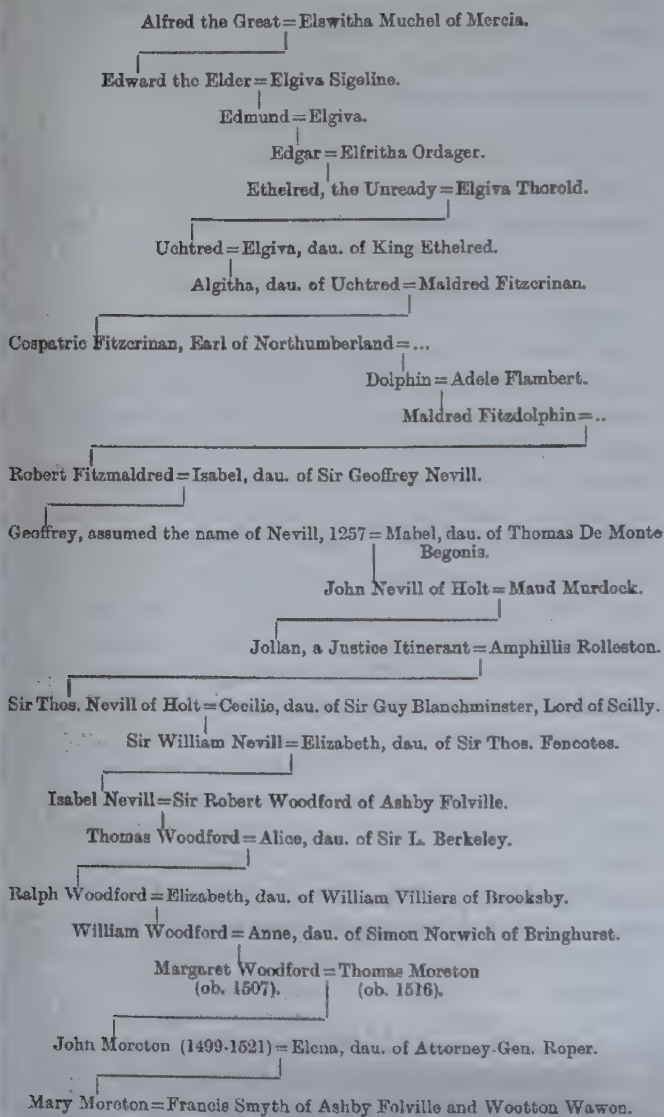 Alfred the Great=Elswitha Muchel of Mercia.
Edward the Elder=Elgiva Sigeline.
Edmund=Elgiva.
Edgar=Elfritha Ordager.
Ethelred, the Unready=Elgiva Thorold.
Uchtred=Elgiva, dau. of King Ethelred.
Algitha, dau. of Uchtred=Maldred Fitzcrinan.
Cospatric Fitzcrinan, Earl of Northumberland=...
Dolphin=Adele Flambert.
Maldred Fitzdolphin=..
Robert Fitzmaldred=Isabel, dau. of Sir Geoffrey Nevill.
Geoffrey, assumed the name of Nevill, 1257=Mabel, dau. of Thomas De Monte
Begonis.
John Nevill of Holt=Maud Murdock.
Jollan, a Justice Itinerant=Amphillis Rolleston.
Sir Thos. Nevill of Holt=Cecilie, dau. of Sir Guy Blanchminster, Lord of Scilly.
Sir William Nevill=Elizabeth, dau. of Sir Thos. Fencotes.
Isabel Nevill=Sir Robert Woodford of Ashby Folville.
Thomas Woodford=Alice, dau. of Sir L. Berkeley.
Ralph Woodford=Elizabeth, dau. of William Villiers of Brooksby.
William Woodford=Anne, dau. of Simon Norwich of Bringhurst.
Margaret Woodford=Thomas Moreton
(ob. 1507). (ob. 1516).
John Moreton (1499-1521)=Elena, dau. of Attorney-Gen. Roper.
Mary Moreton=Francis Smyth of Ashby Folville and Wootton Wawen.